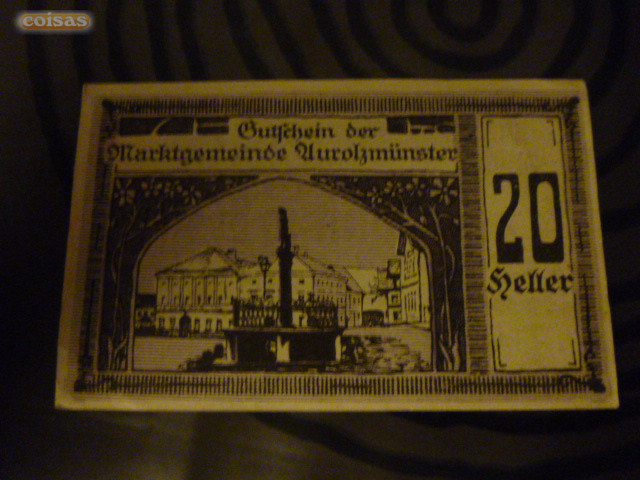 coisas
Gutschein der
Marktgemeinde Aurolzmünster
20
Heller